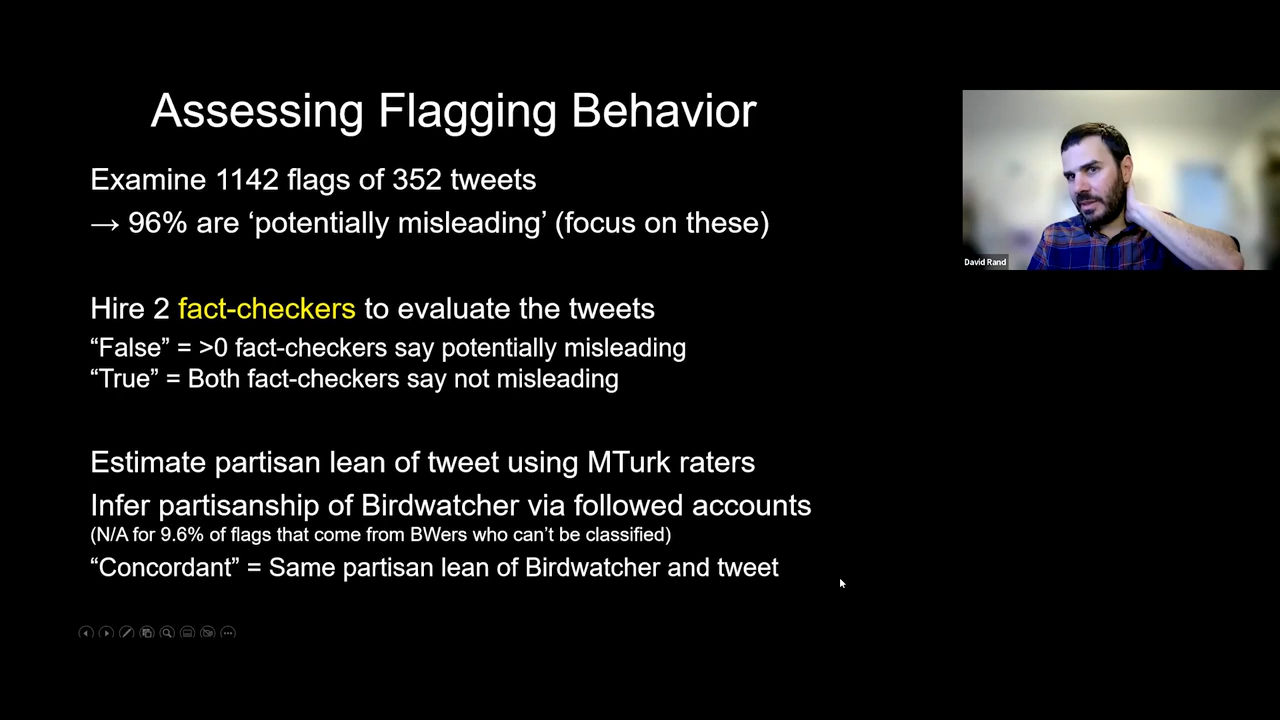 Assessing Flagging Behavior
Examine 1142 flags of 352 tweets
→ 96% are ‘potentially misleading’ (focus on these)
Hire 2 fact-checkers to evaluate the tweets
“False” = >0 fact-checkers say potentially misleading
“True” = Both fact-checkers say not misleading
Estimate partisan lean of tweet using MTurk raters
Infer partisanship of Birdwatcher via followed accounts
(N/A for 9.6% of flags that come from BWers who can’t be classified)
“Concordant” = Same partisan lean of Birdwatcher and tweet
David Rand